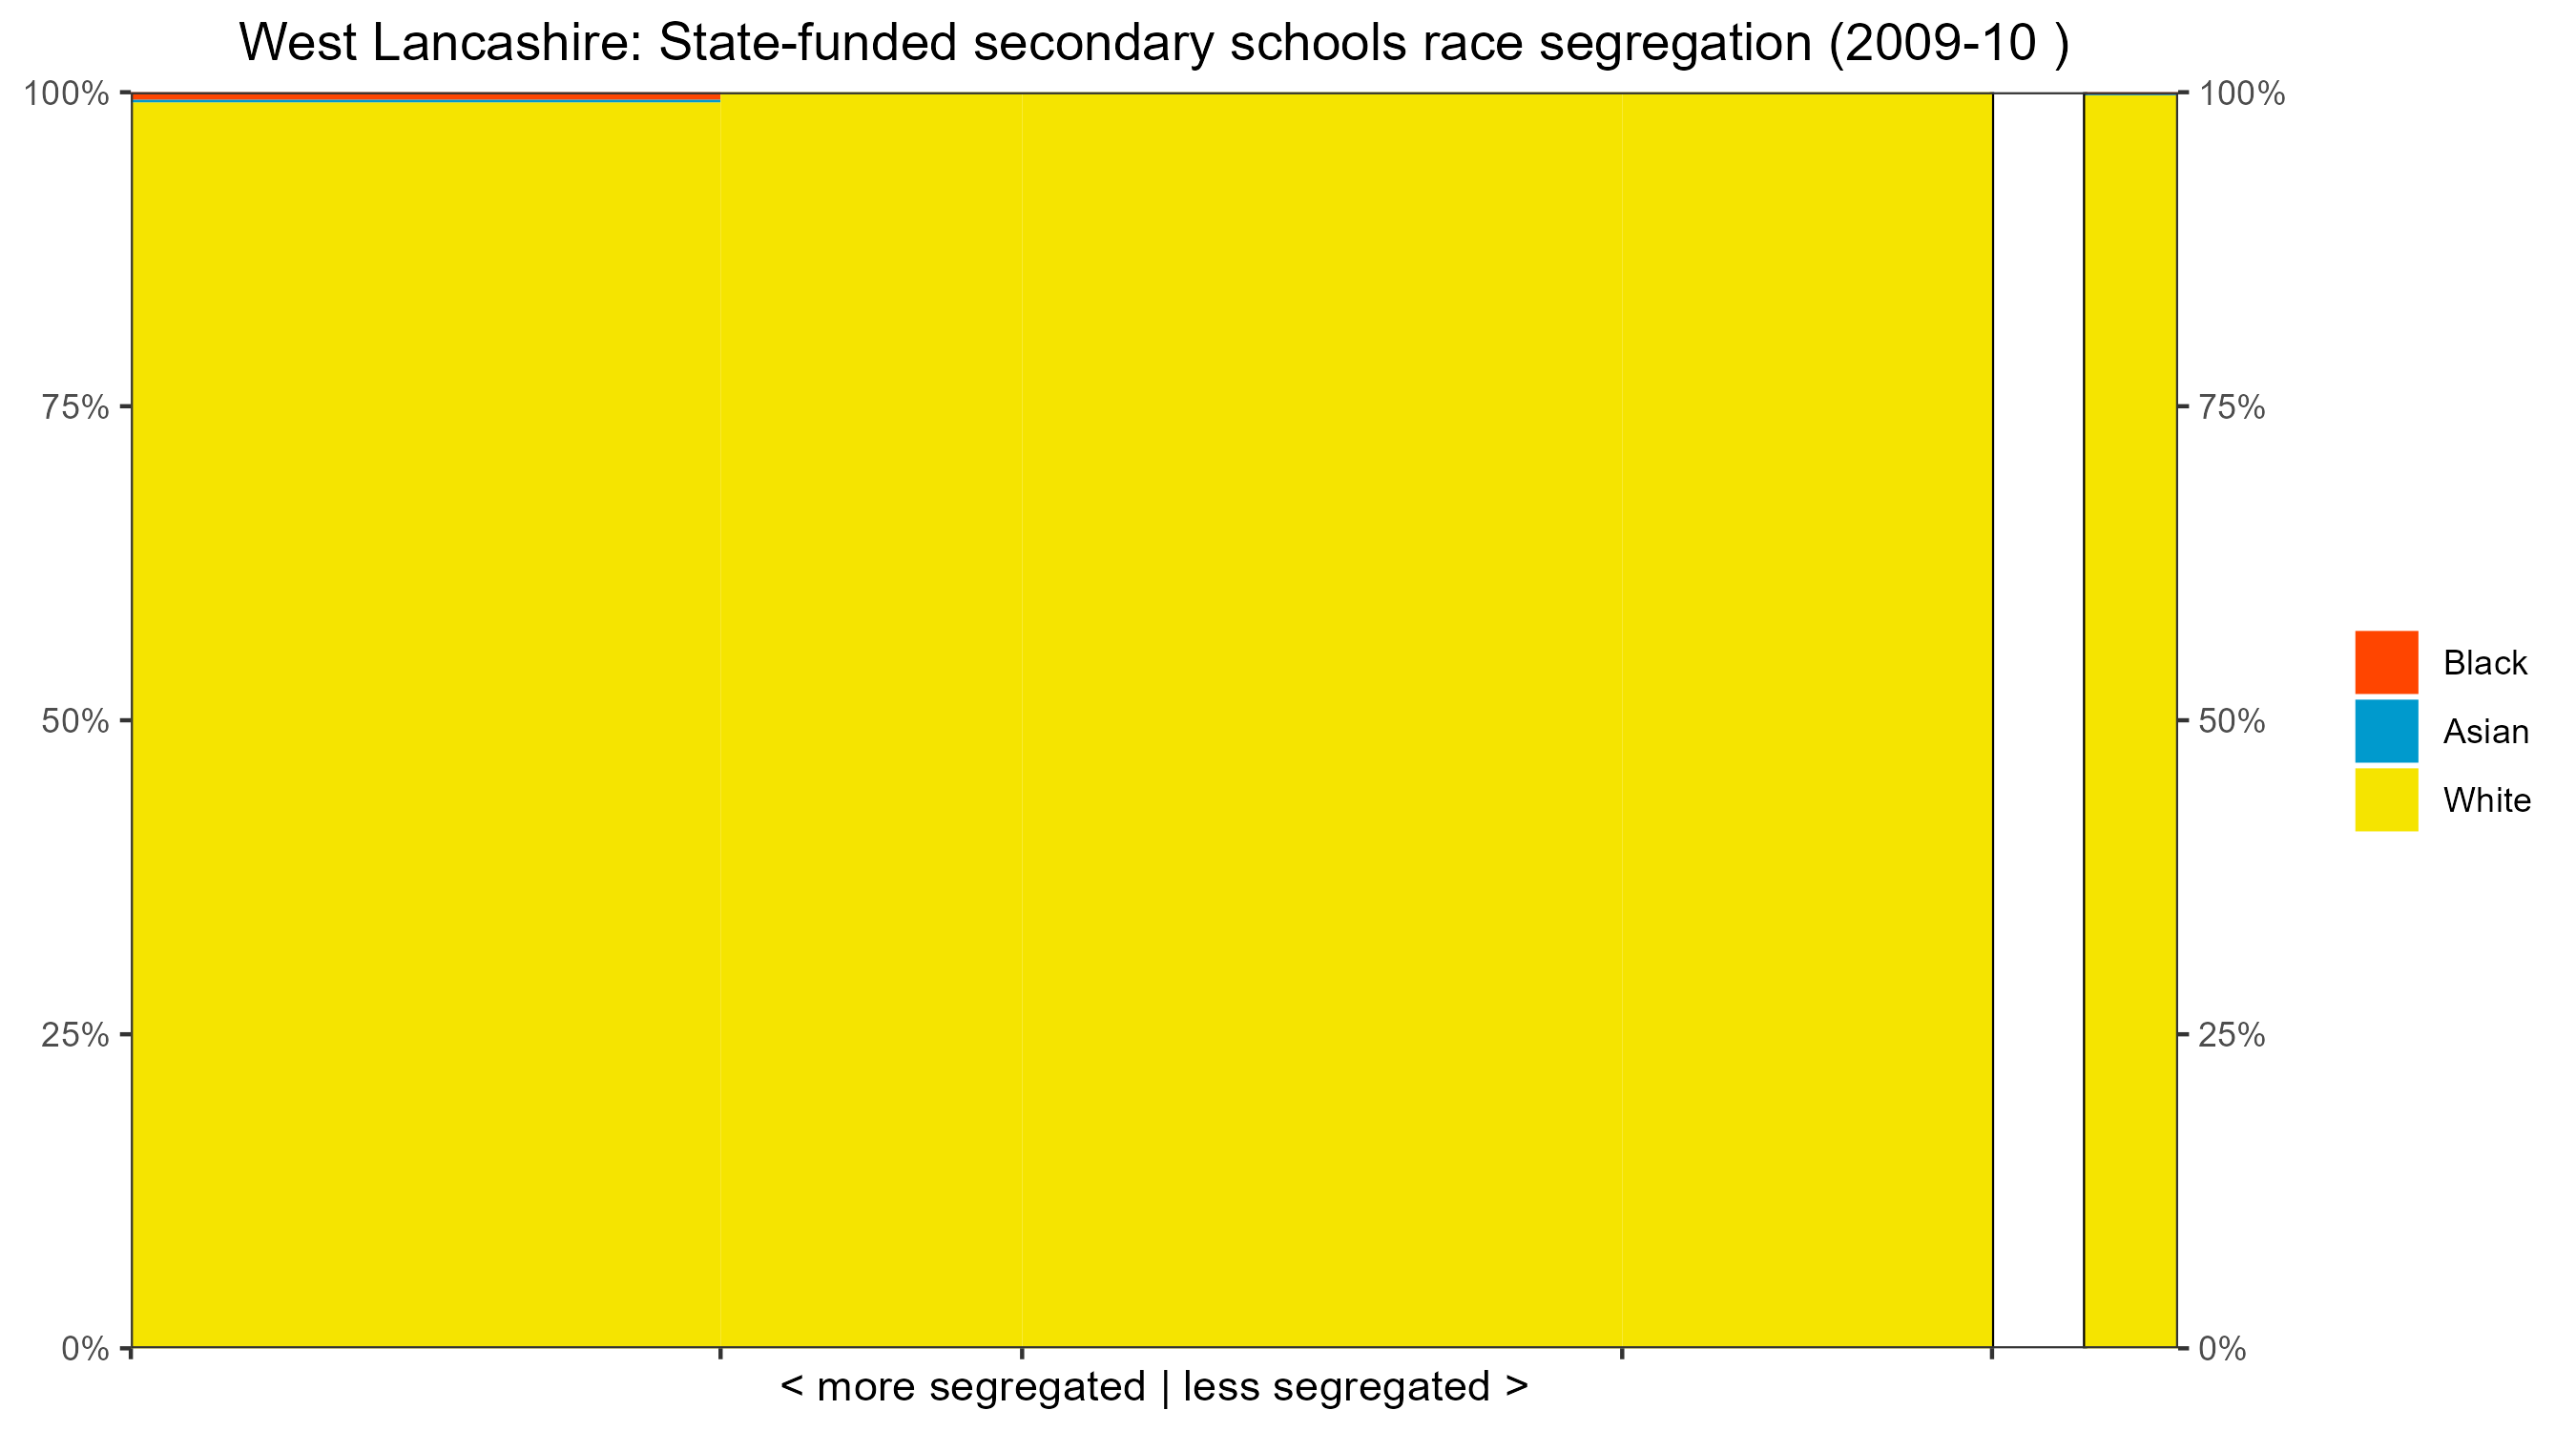 West Lancashire: State-funded secondary schools race segregation (2009-10 )
100%
75%
50%
25%
0%
100%
75%
50%
25%
0%
Black
Asian
White
< more segregated | less segregated >